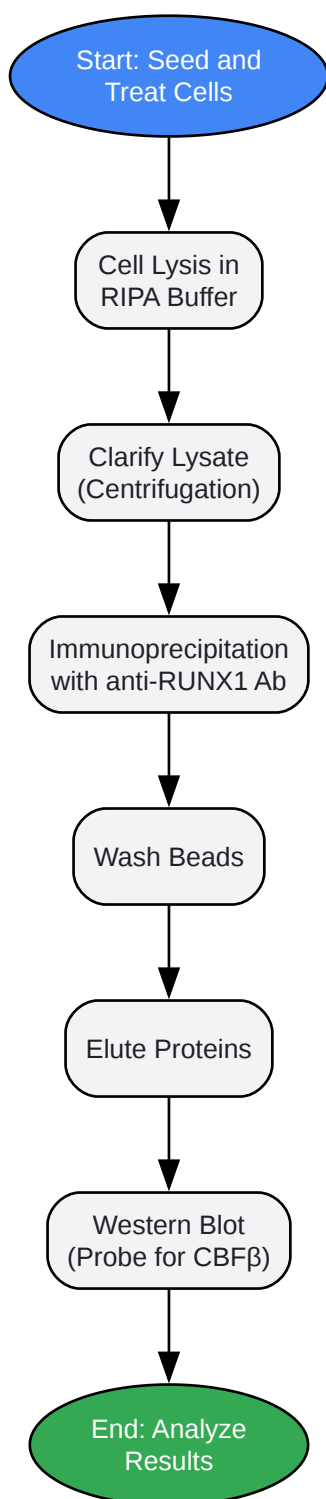 Start: Seed and
Treat Cells
Cell Lysis in
RIPA Buffer
Clarify Lysate
(Centrifugation)
Immunoprecipitation
with anti-RUNX1 Ab
Wash Beads
Elute Proteins
Western Blot
(Probe for CBFβ)
End: Analyze
Results